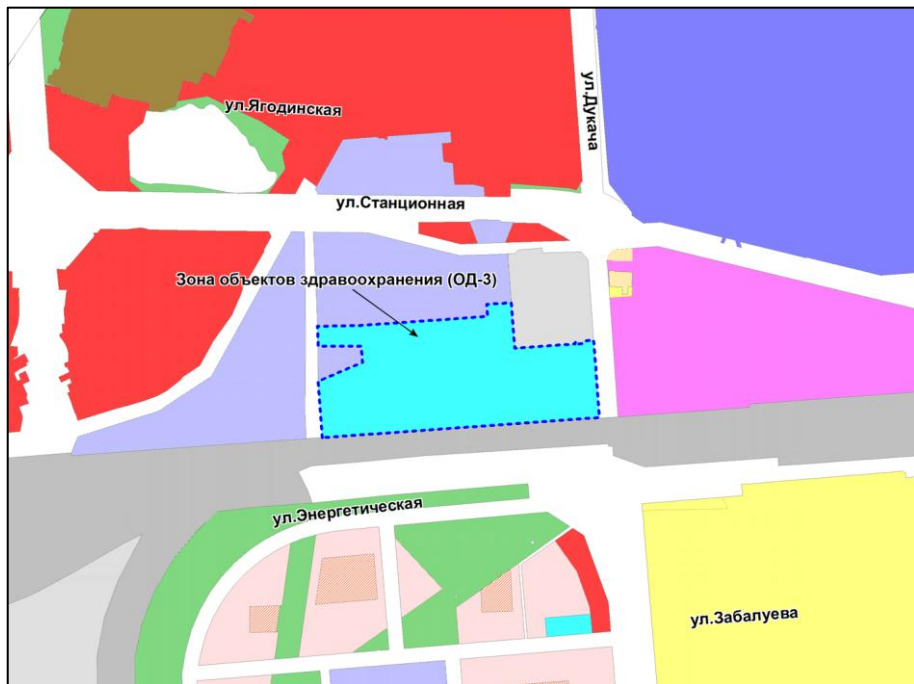 ул.Ягодинская
ул.Дукача
ул.Станционная
Зона объектов здравоохранения (ОД-3)
ул.Энергетическая
ул.Забалуева